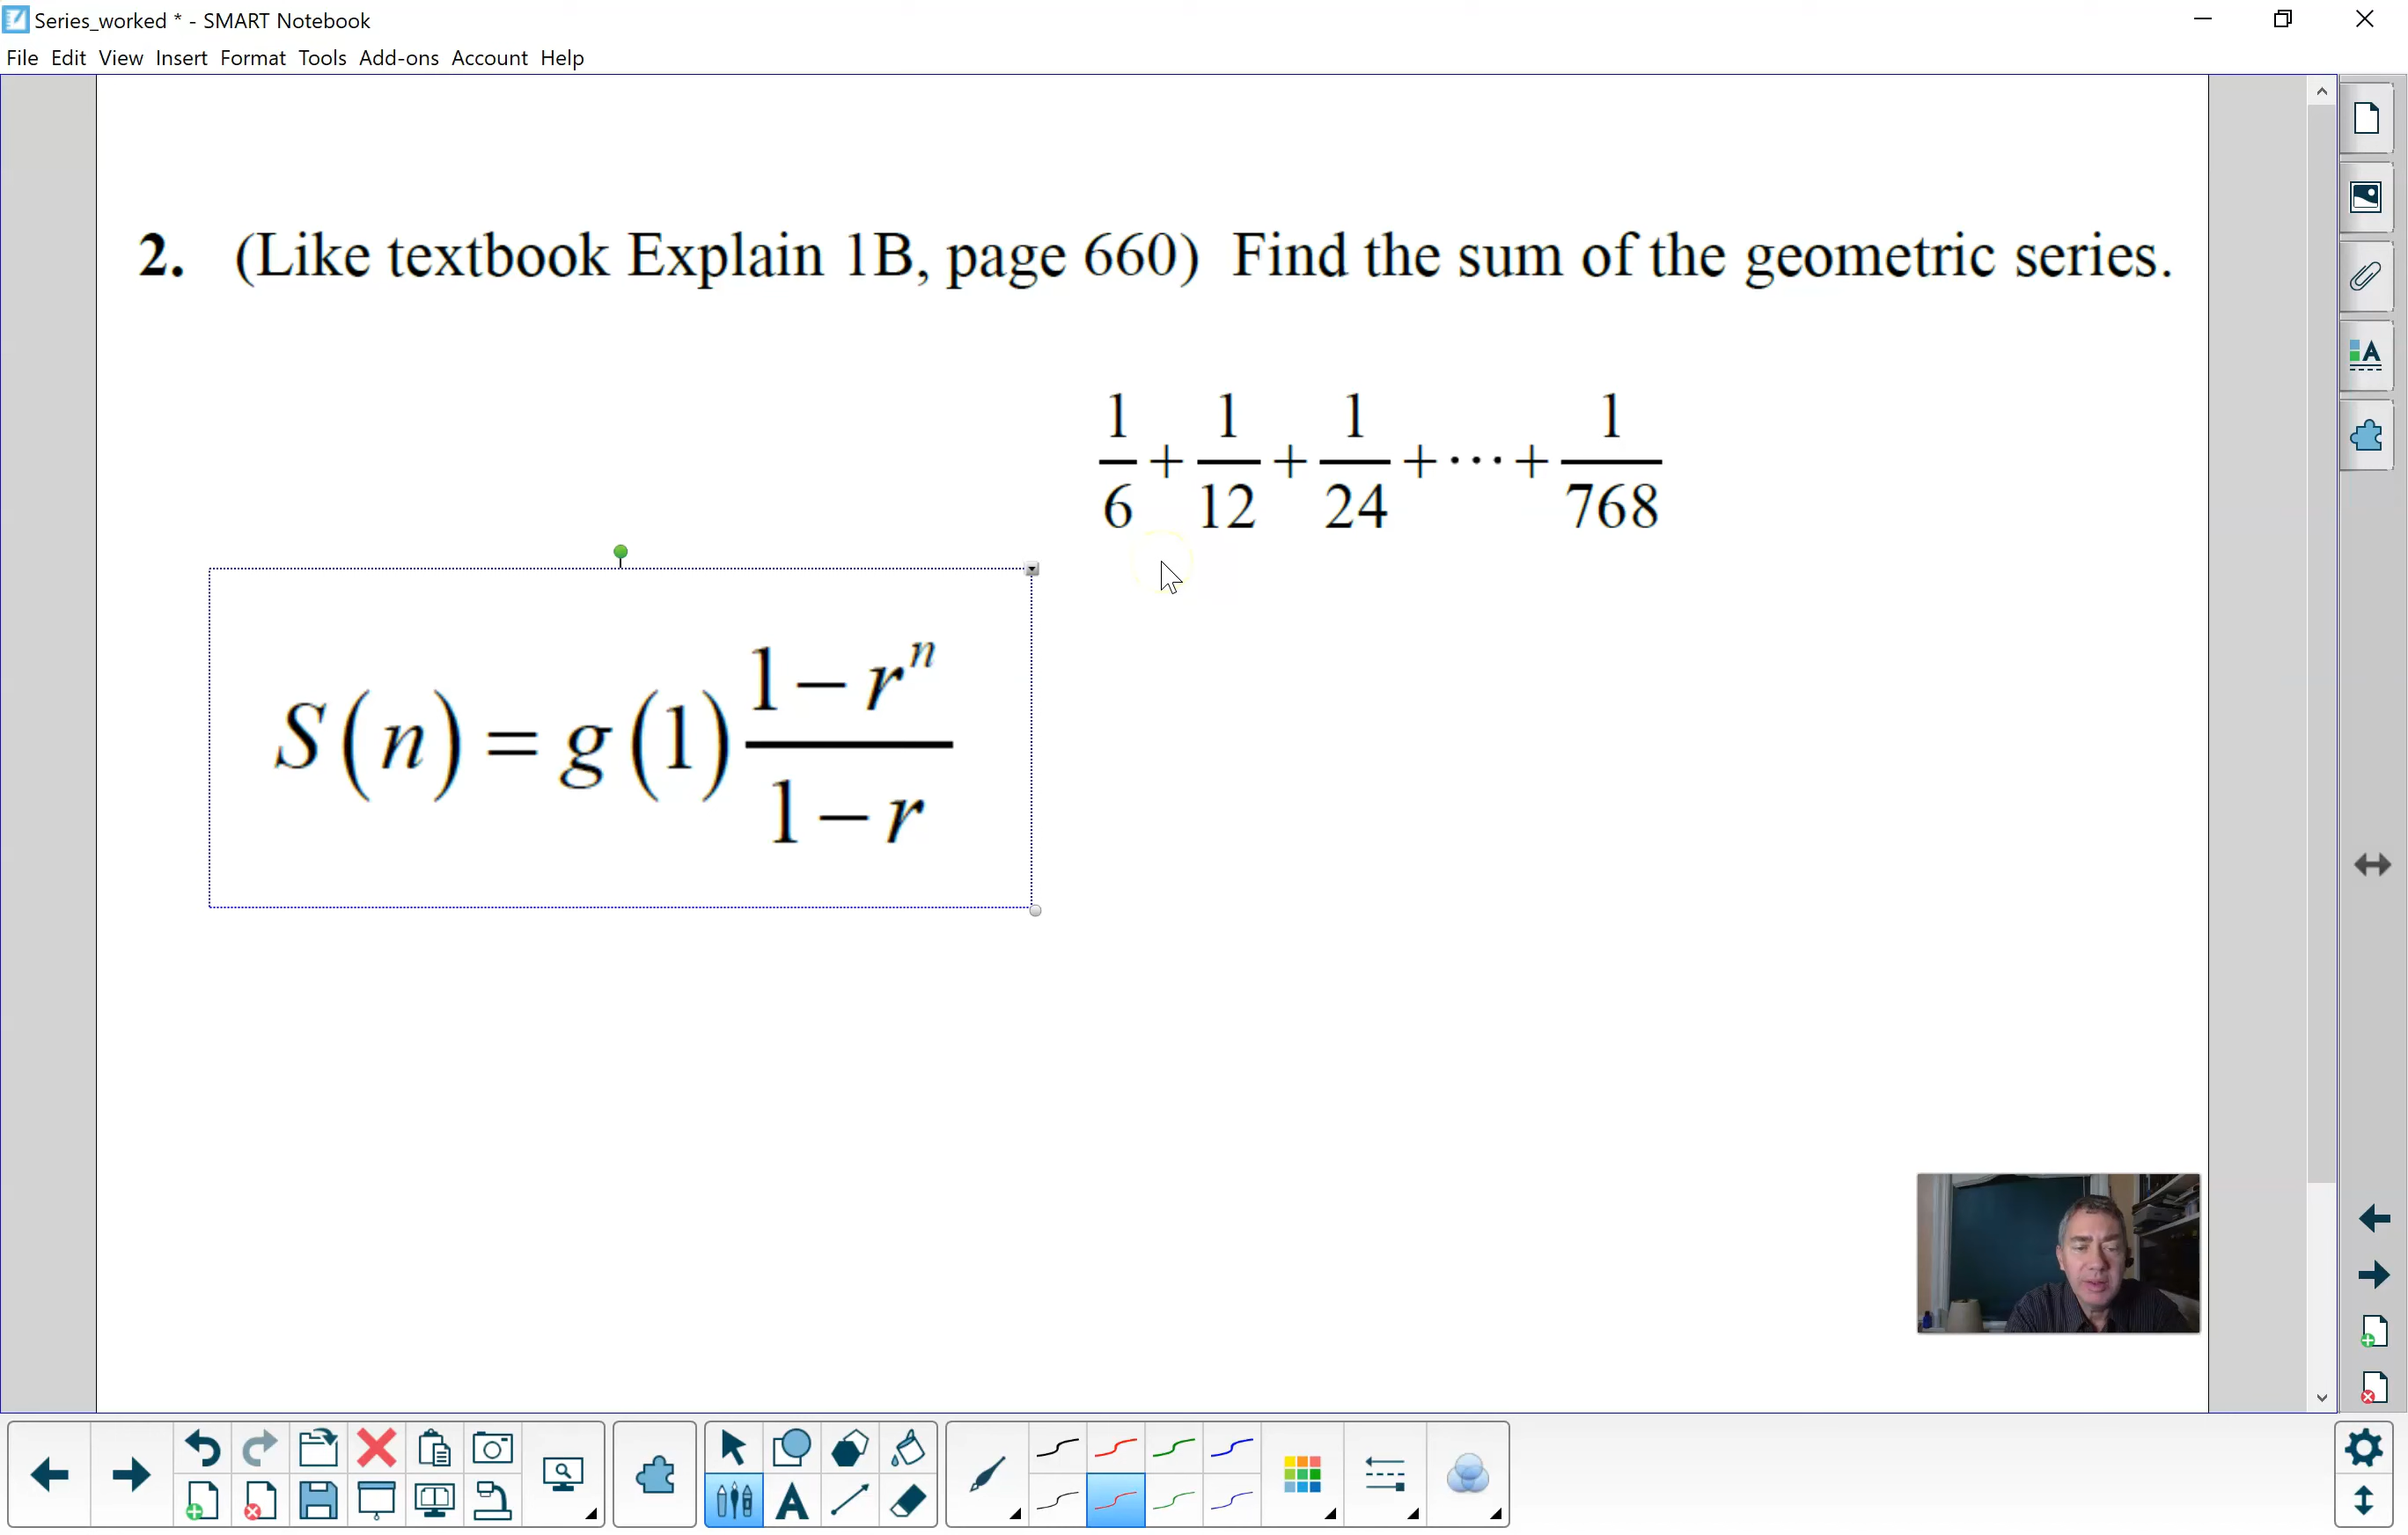 Series_worked * - SMART Notebook
File Edit View Insert Format Tools Add-ons Account Help
2. (Like textbook Explain 1B, page 660) Find the sum of the geometric series.
1/6 + 1/12 + 1/24 + ⋯ + 1/768
S(n) = g(1) (1 − rⁿ)/(1 − r)